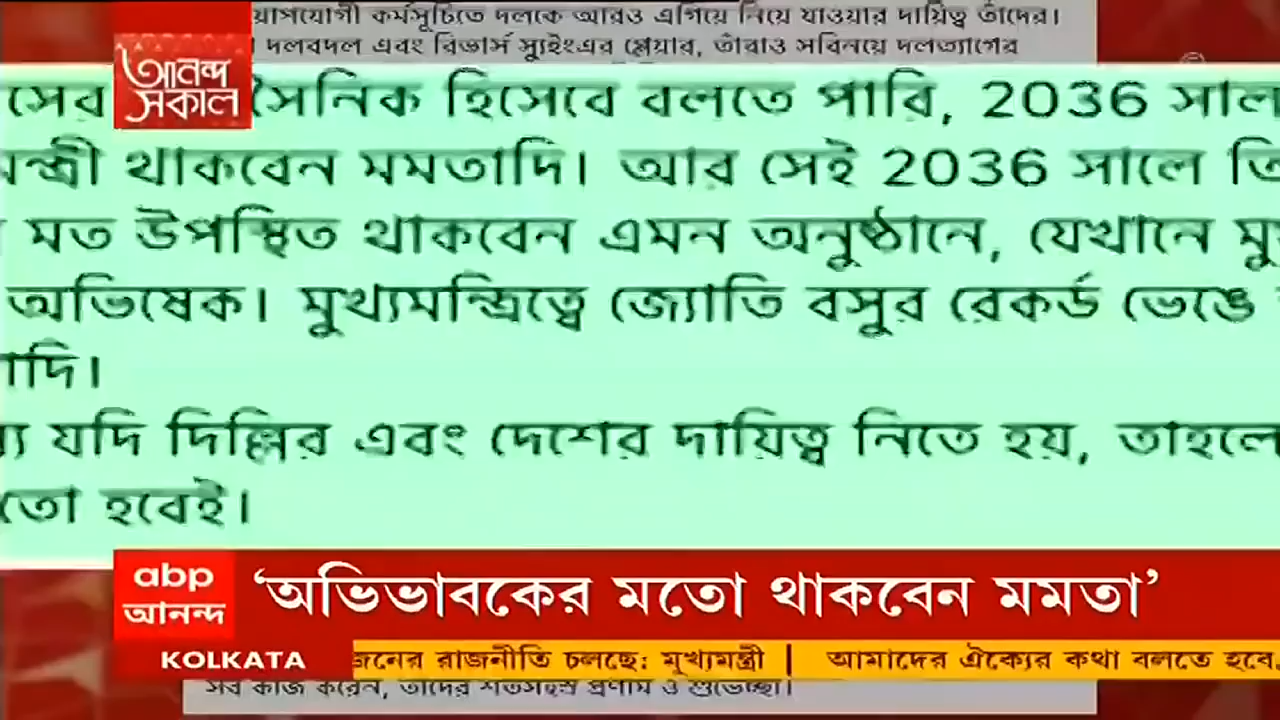 য়াপযোগী কর্মসূচিতে দলকে আরও এগিয়ে নিয়ে যাওয়ার দায়িত্ব তাঁদের।
দলবদল এবং রিভার্স স্যুইংএর প্লেয়ার, তাঁরাও সবিনয়ে দলত্যাগের
আনন্দ
সকাল
সের সৈনিক হিসেবে বলতে পারি, 2036 সাল
মন্ত্রী থাকবেন মমতাদি। আর সেই 2036 সালে তি
মত উপস্থিত থাকবেন এমন অনুষ্ঠানে, যেখানে মু
অভিষেক। মুখ্যমন্ত্রিত্বে জ্যোতি বসুর রেকর্ড ভেঙে
াদি।
্য যদি দিল্লির এবং দেশের দায়িত্ব নিতে হয়, তাহলে
তো হবেই।
abp
আনন্দ
‘অভিভাবকের মতো থাকবেন মমতা’
KOLKATA
জনের রাজনীতি চলছে: মুখ্যমন্ত্রী | আমাদের ঐক্যের কথা বলতে হবে,
সব কাজ করেন, তাঁদের শতসহস্র প্রণাম ও শুভেচ্ছা।